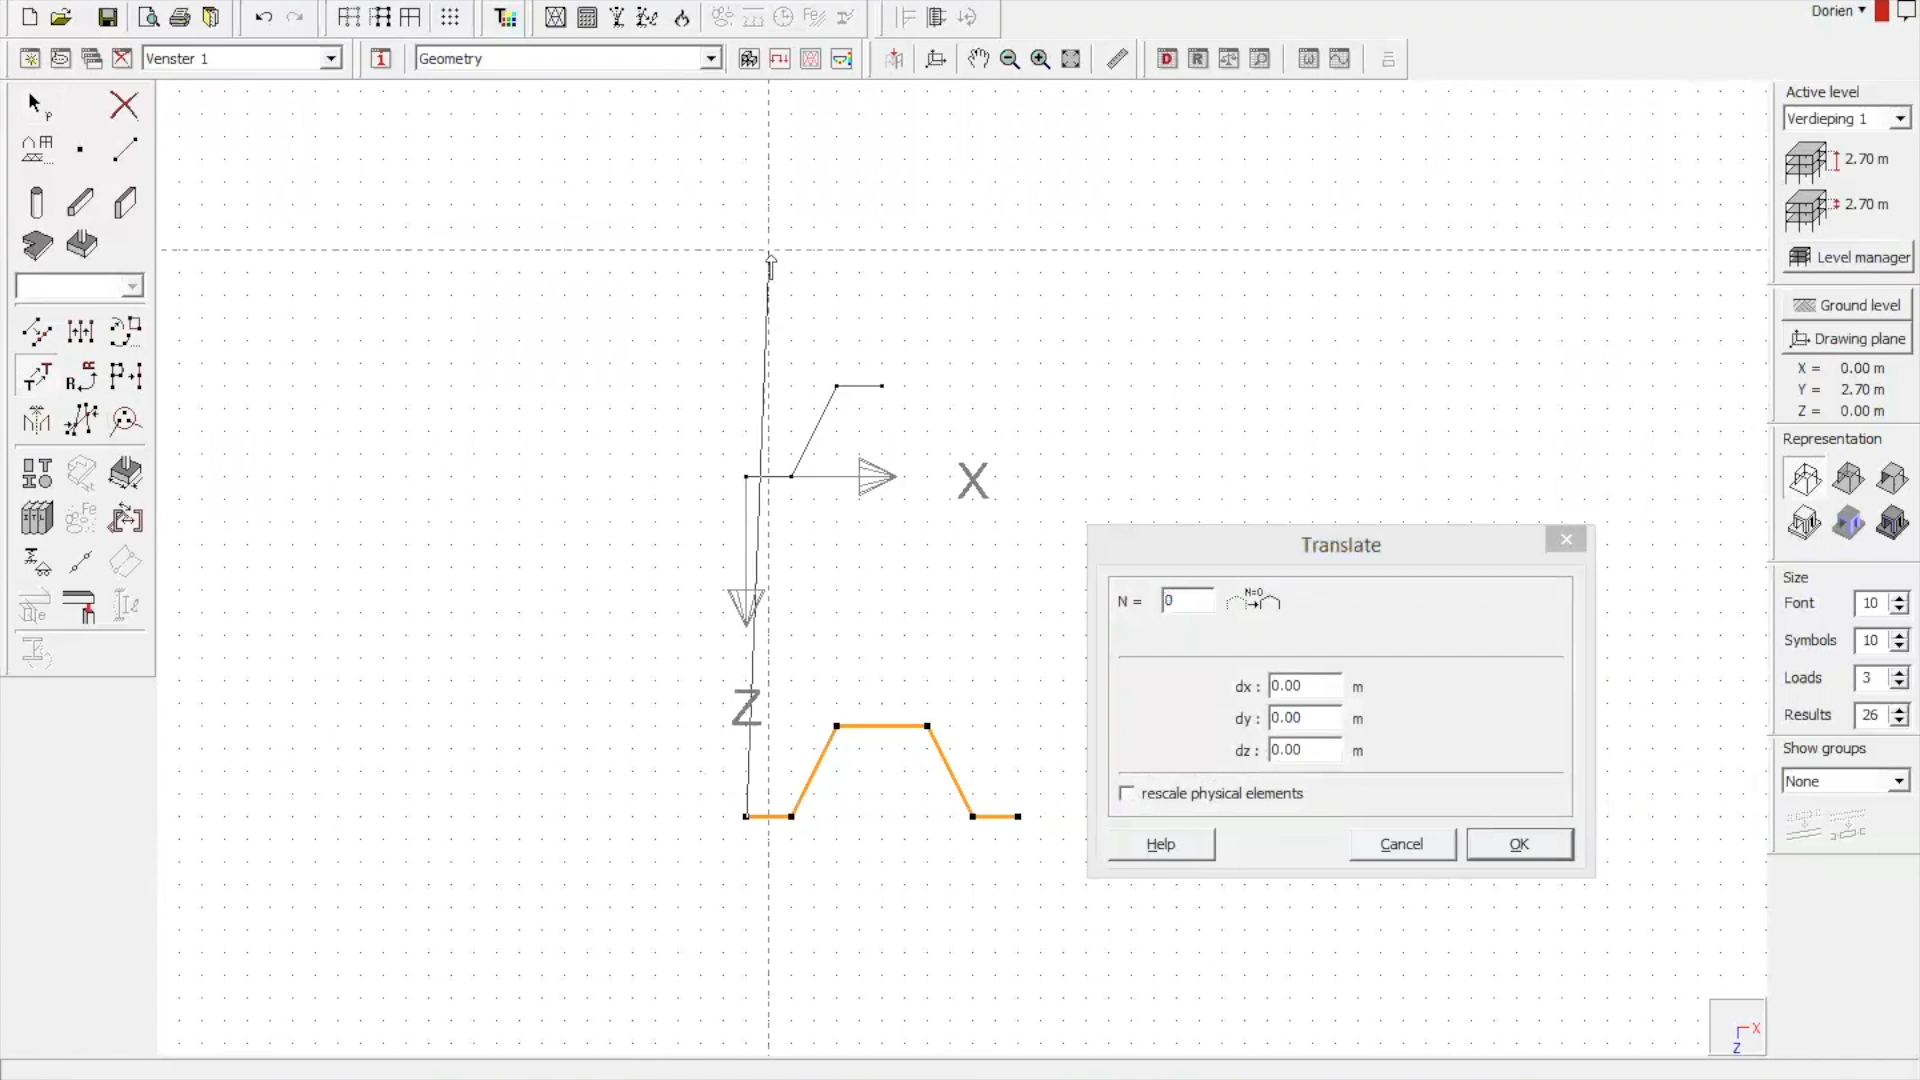 Dorien
Venster 1
Geometry
P
Active level
Verdieping 1
2.70 m
2.70 m
Level manager
Ground level
Drawing plane
X = 0.00 m
Y = 2.70 m
Z = 0.00 m
Representation
Size
Font 10
Symbols 10
Loads 3
Results 26
Show groups
None
X
Z
Translate
N = 0
N=0
dx : 0.00 m
dy : 0.00 m
dz : 0.00 m
rescale physical elements
Help
Cancel
OK
X
Z